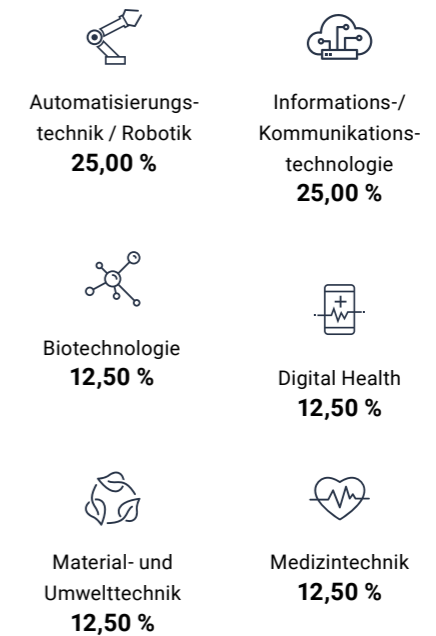 Automatisierungs-
technik / Robotik
25,00 %
Informations-/
Kommunikations-
technologie
25,00 %
Biotechnologie
12,50 %
Digital Health
12,50 %
Material- und
Umwelttechnik
12,50 %
Medizintechnik
12,50 %